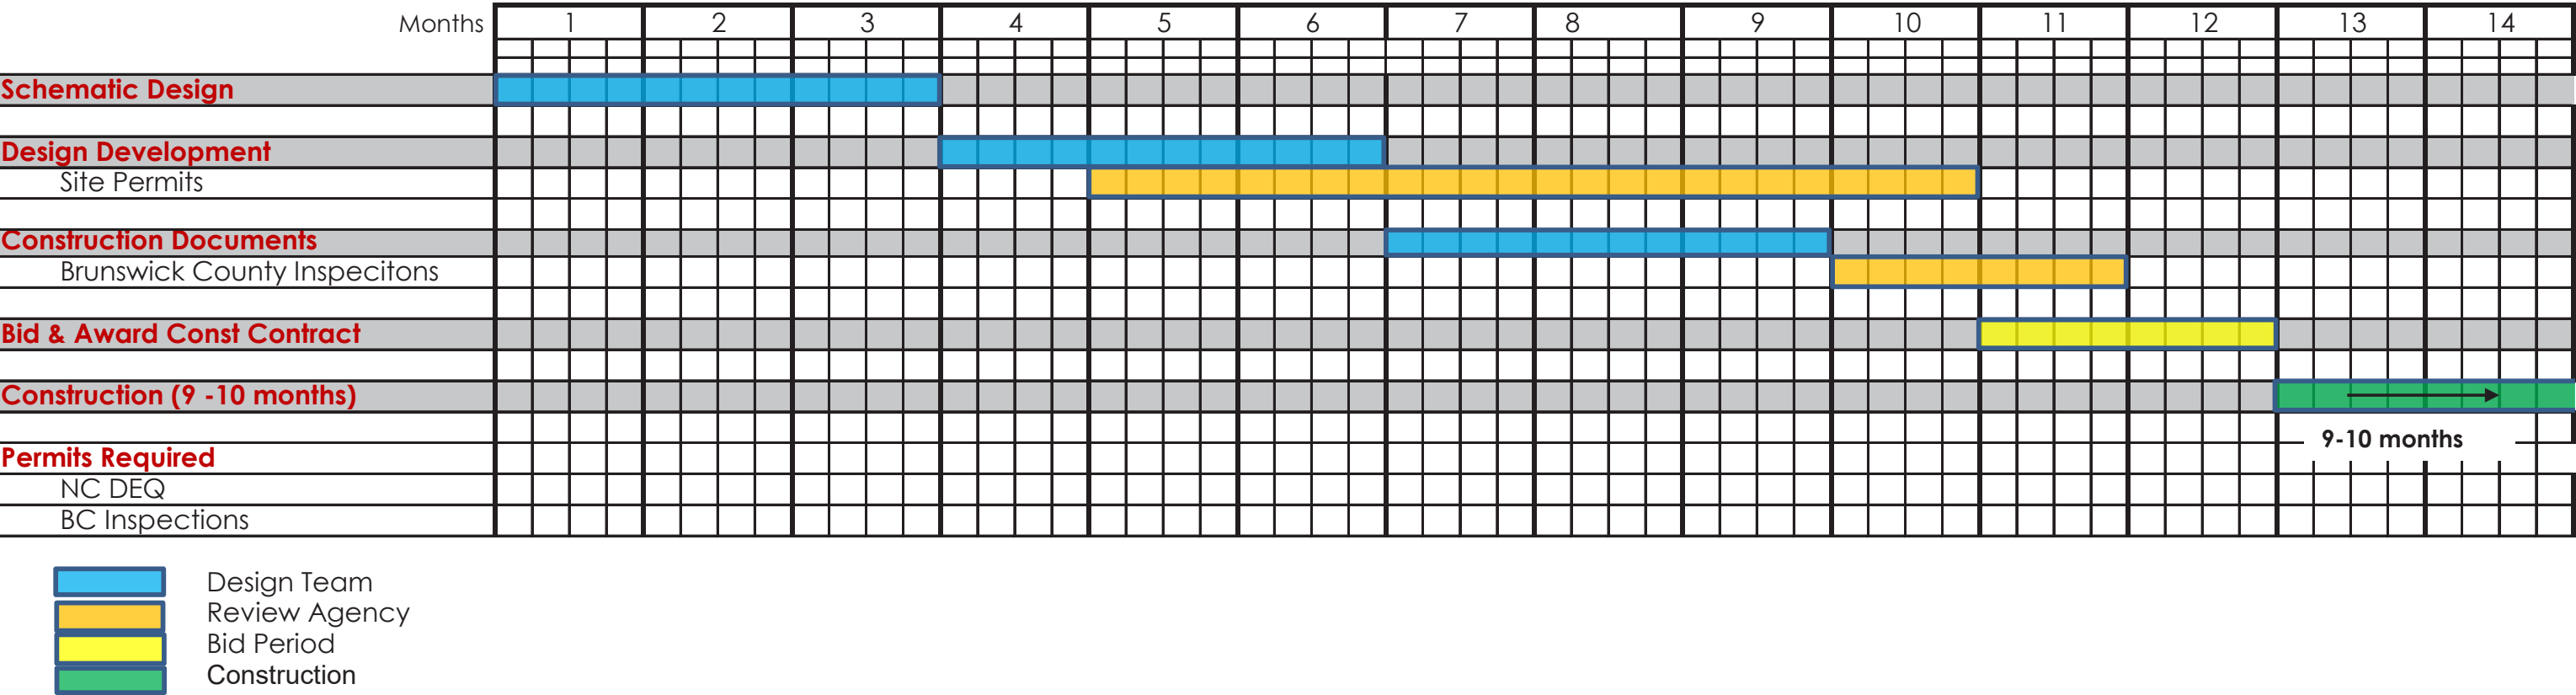 Months 1 2 3 4 5 6 7 8 9 10 11 12 13 14
Schematic Design
Design Development
Site Permits
Construction Documents
Brunswick County Inspecitons
Bid & Award Const Contract
Construction (9 -10 months)
9-10 months
Permits Required
NC DEQ
BC Inspections
Design Team
Review Agency
Bid Period
Construction